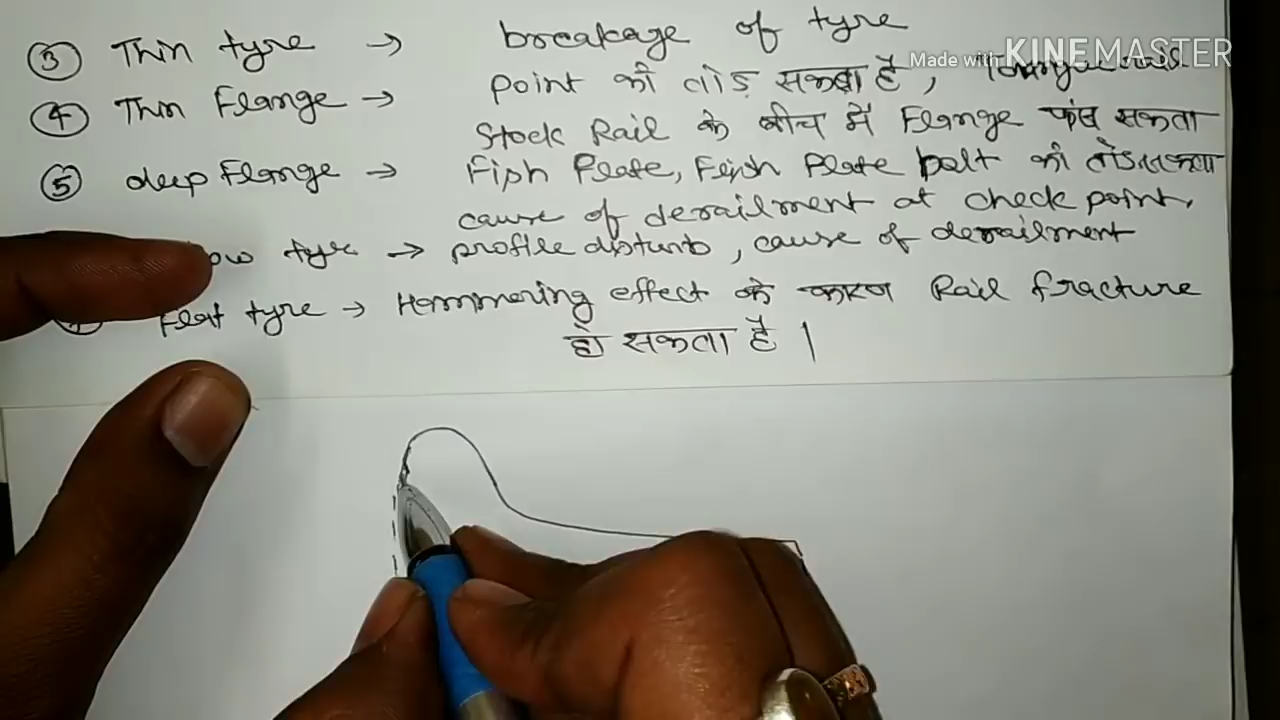 ③ Thin tyre → breakage of tyre
Made with KINEMASTER
④ Thin Flange → Point को तोड़ सकता है,
Stock Rail के बीच में Flange फंस सकता
⑤ deep Flange → Fish Plate, Fish Plate bolt को तोड़ सकता
cause of derailment at check point,
tyre → profile disturb, cause of derailment
flat tyre → Hammering effect के कारण Rail fracture
हो सकता है |